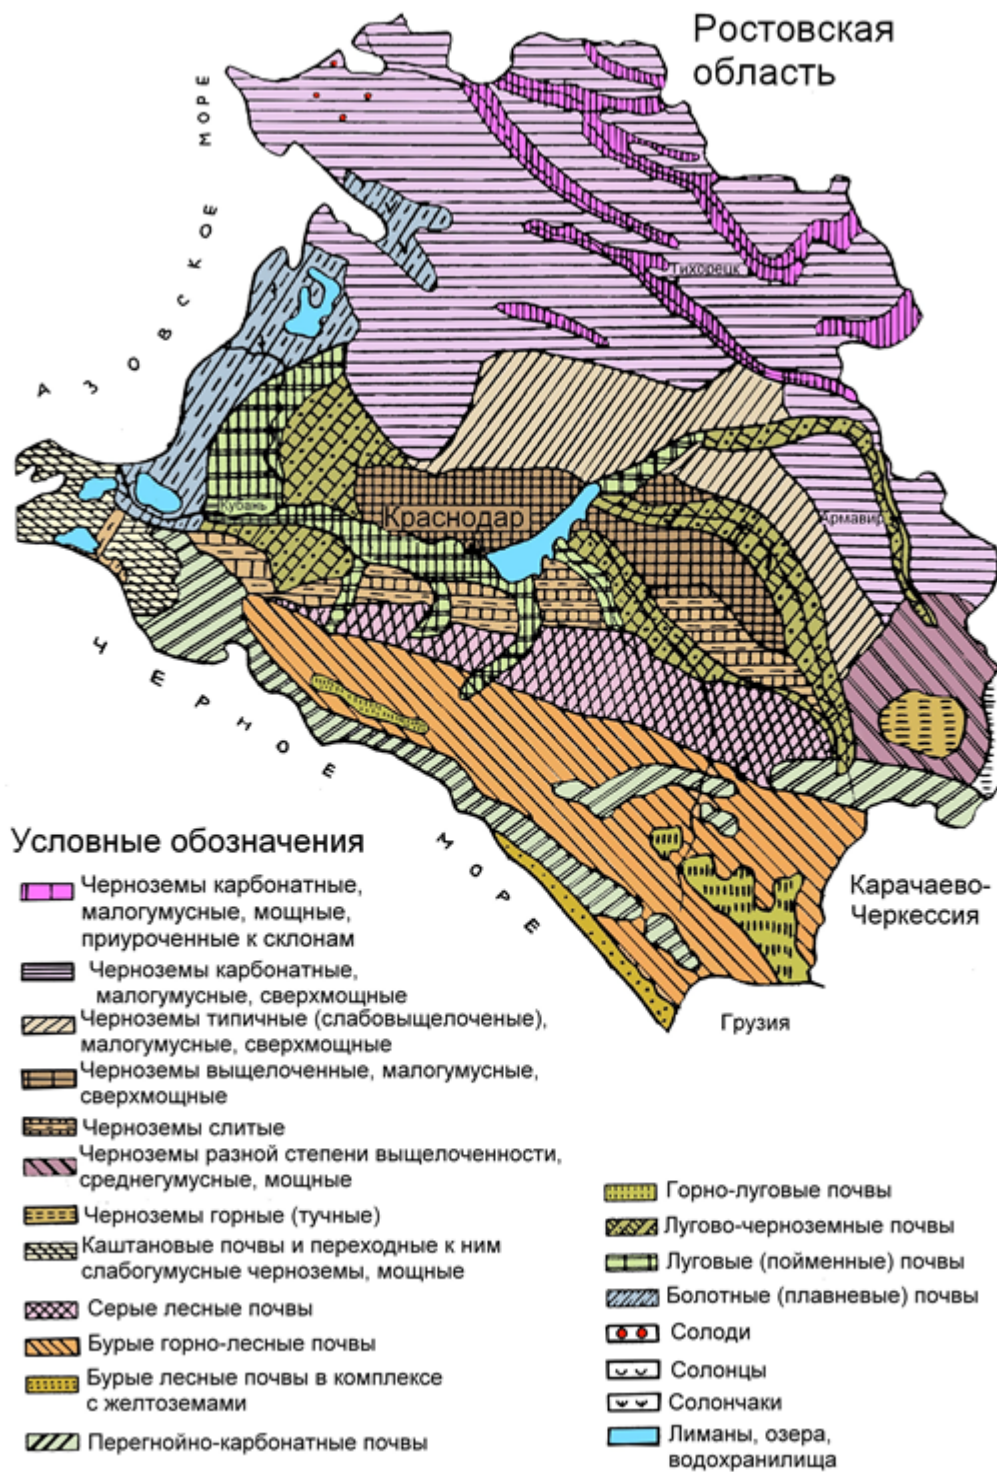 Ростовская
область
АЗОВСКОЕ МОРЕ
Тихорецк
Кубань
Краснодар
Армавир
ЧЕРНОЕ МОРЕ
Карачаево-
Черкессия
Грузия
Условные обозначения
Черноземы карбонатные,
малогумусные, мощные,
приуроченные к склонам
Черноземы карбонатные,
малогумусные, сверхмощные
Черноземы типичные (слабовыщелоченые),
малогумусные, сверхмощные
Черноземы выщелоченные, малогумусные,
сверхмощные
Черноземы слитые
Черноземы разной степени выщелоченности,
среднегумусные, мощные
Черноземы горные (тучные)
Каштановые почвы и переходные к ним
слабогумусные черноземы, мощные
Серые лесные почвы
Бурые горно-лесные почвы
Бурые лесные почвы в комплексе
с желтоземами
Перегнойно-карбонатные почвы
Горно-луговые почвы
Лугово-черноземные почвы
Луговые (пойменные) почвы
Болотные (плавневые) почвы
Солоди
Солонцы
Солончаки
Лиманы, озера,
водохранилища